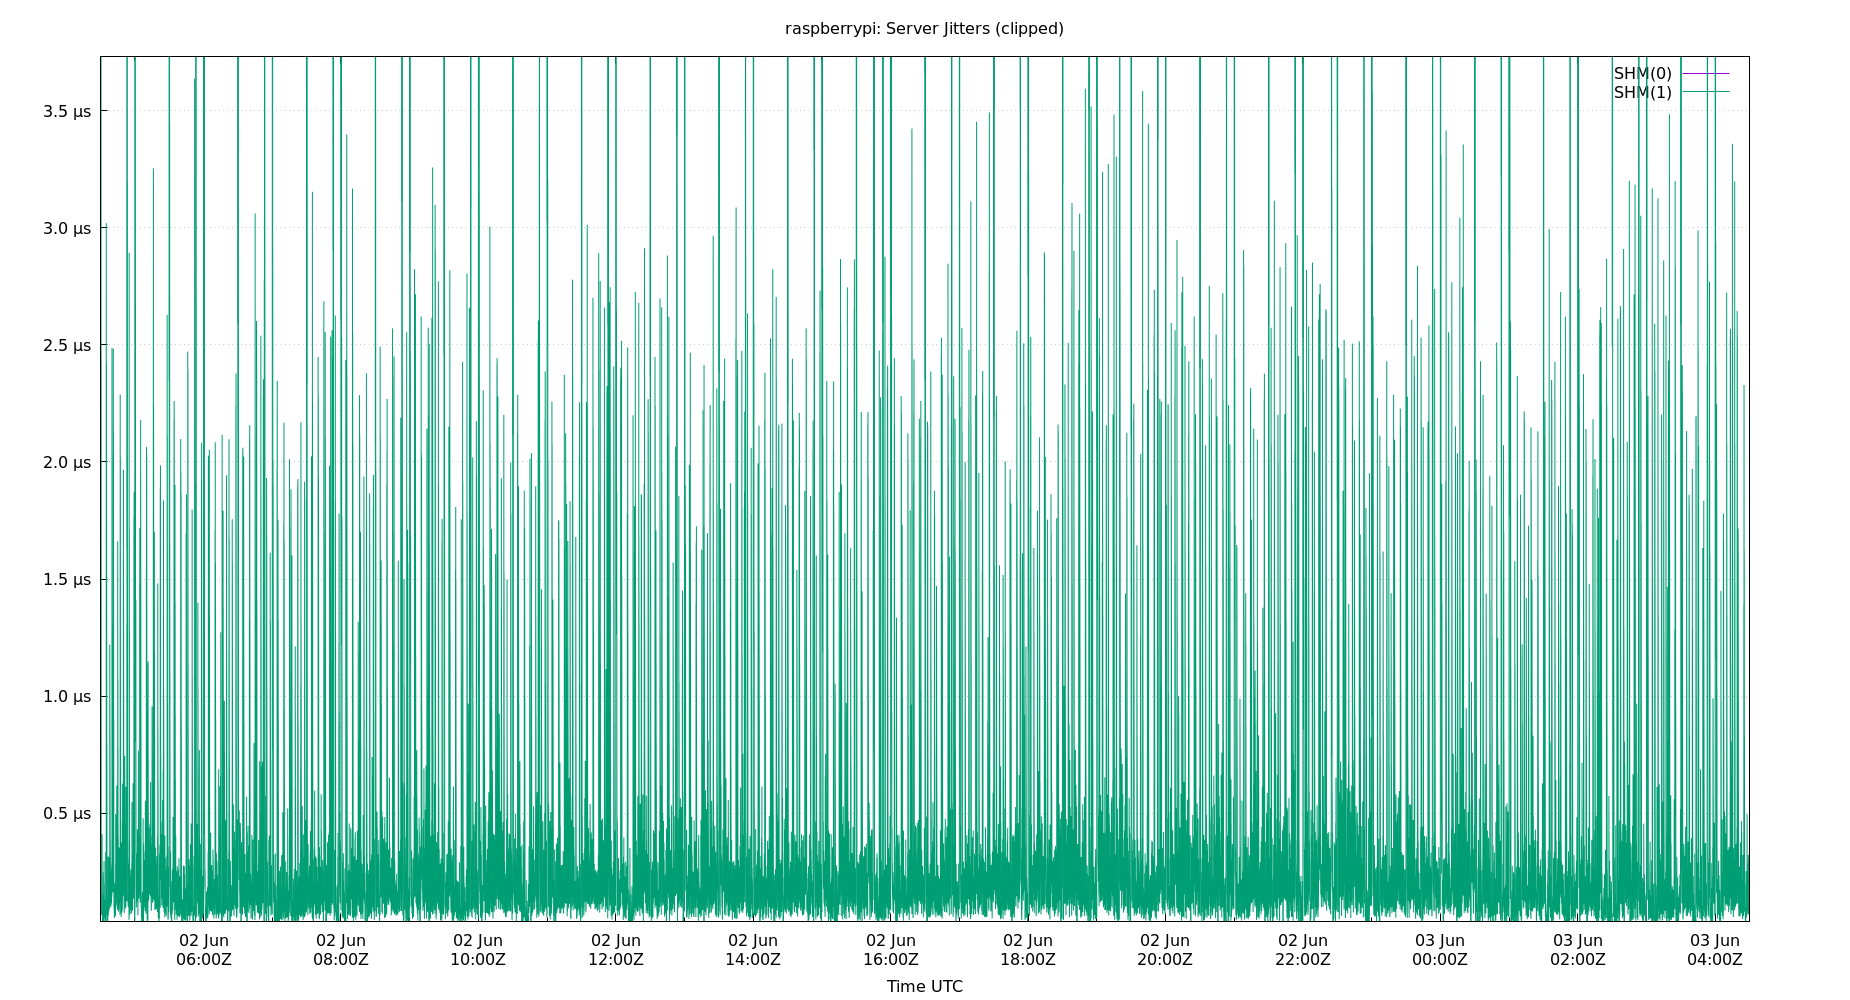 raspberrypi: Server Jitters (clipped)
SHM(0)
SHM(1)
3.5 μs
3.0 μs
2.5 μs
2.0 μs
1.5 μs
1.0 μs
0.5 μs
02 Jun 02 Jun 02 Jun 02 Jun 02 Jun 02 Jun 02 Jun 02 Jun 02 Jun 03 Jun 03 Jun 03 Jun
06:00Z 08:00Z 10:00Z 12:00Z 14:00Z 16:00Z 18:00Z 20:00Z 22:00Z 00:00Z 02:00Z 04:00Z
Time UTC